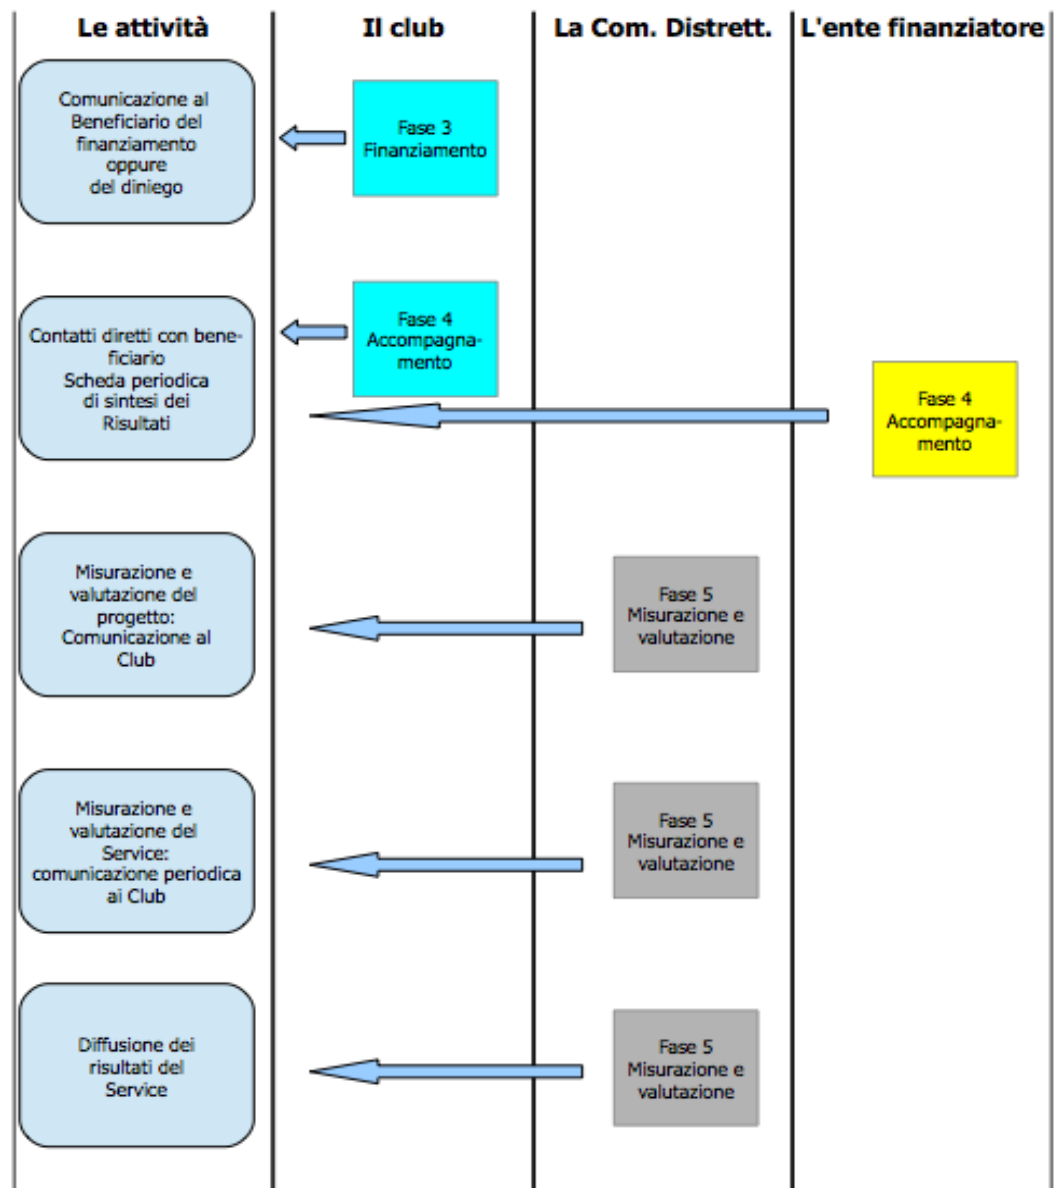 Le attività
Il club
La Com. Distrett.
L'ente finanziatore
Comunicazione al
Beneficiario del
finanziamento
oppure
del diniego
Fase 3
Finanziamento
Contatti diretti con bene-
ficiario
Scheda periodica
di sintesi dei
Risultati
Fase 4
Accompagna-
mento
Fase 4
Accompagna-
mento
Misurazione e
valutazione del
progetto:
Comunicazione al
Club
Fase 5
Misurazione e
valutazione
Misurazione e
valutazione del
Service:
comunicazione periodica
ai Club
Fase 5
Misurazione e
valutazione
Diffusione dei
risultati del
Service
Fase 5
Misurazione e
valutazione